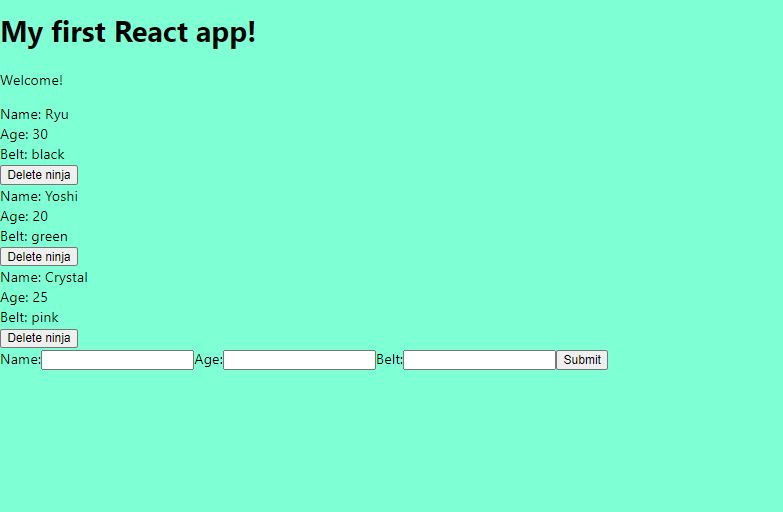 My first React app!
Welcome!
Name: Ryu
Age: 30
Belt: black
Delete ninja
Name: Yoshi
Age: 20
Belt: green
Delete ninja
Name: Crystal
Age: 25
Belt: pink
Delete ninja
Name: Age: Belt: Submit